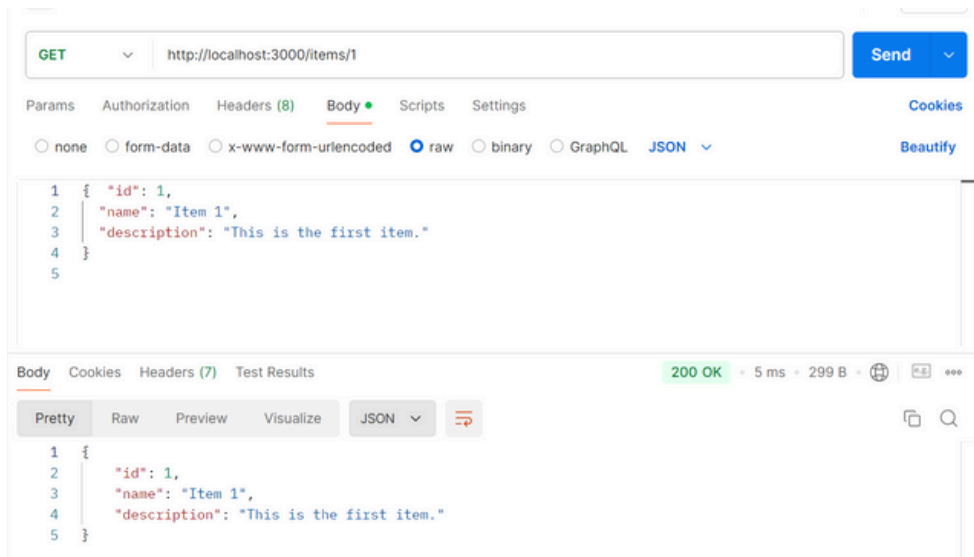 GET http://localhost:3000/items/1 Send
Params Authorization Headers (8) Body Scripts Settings Cookies
none form-data x-www-form-urlencoded raw binary GraphQL JSON Beautify
1 { "id": 1,
2 "name": "Item 1",
3 "description": "This is the first item."
4 }
5
Body Cookies Headers (7) Test Results 200 OK 5 ms 299 B e.g.
Pretty Raw Preview Visualize JSON
1 {
2 "id": 1,
3 "name": "Item 1",
4 "description": "This is the first item."
5 }